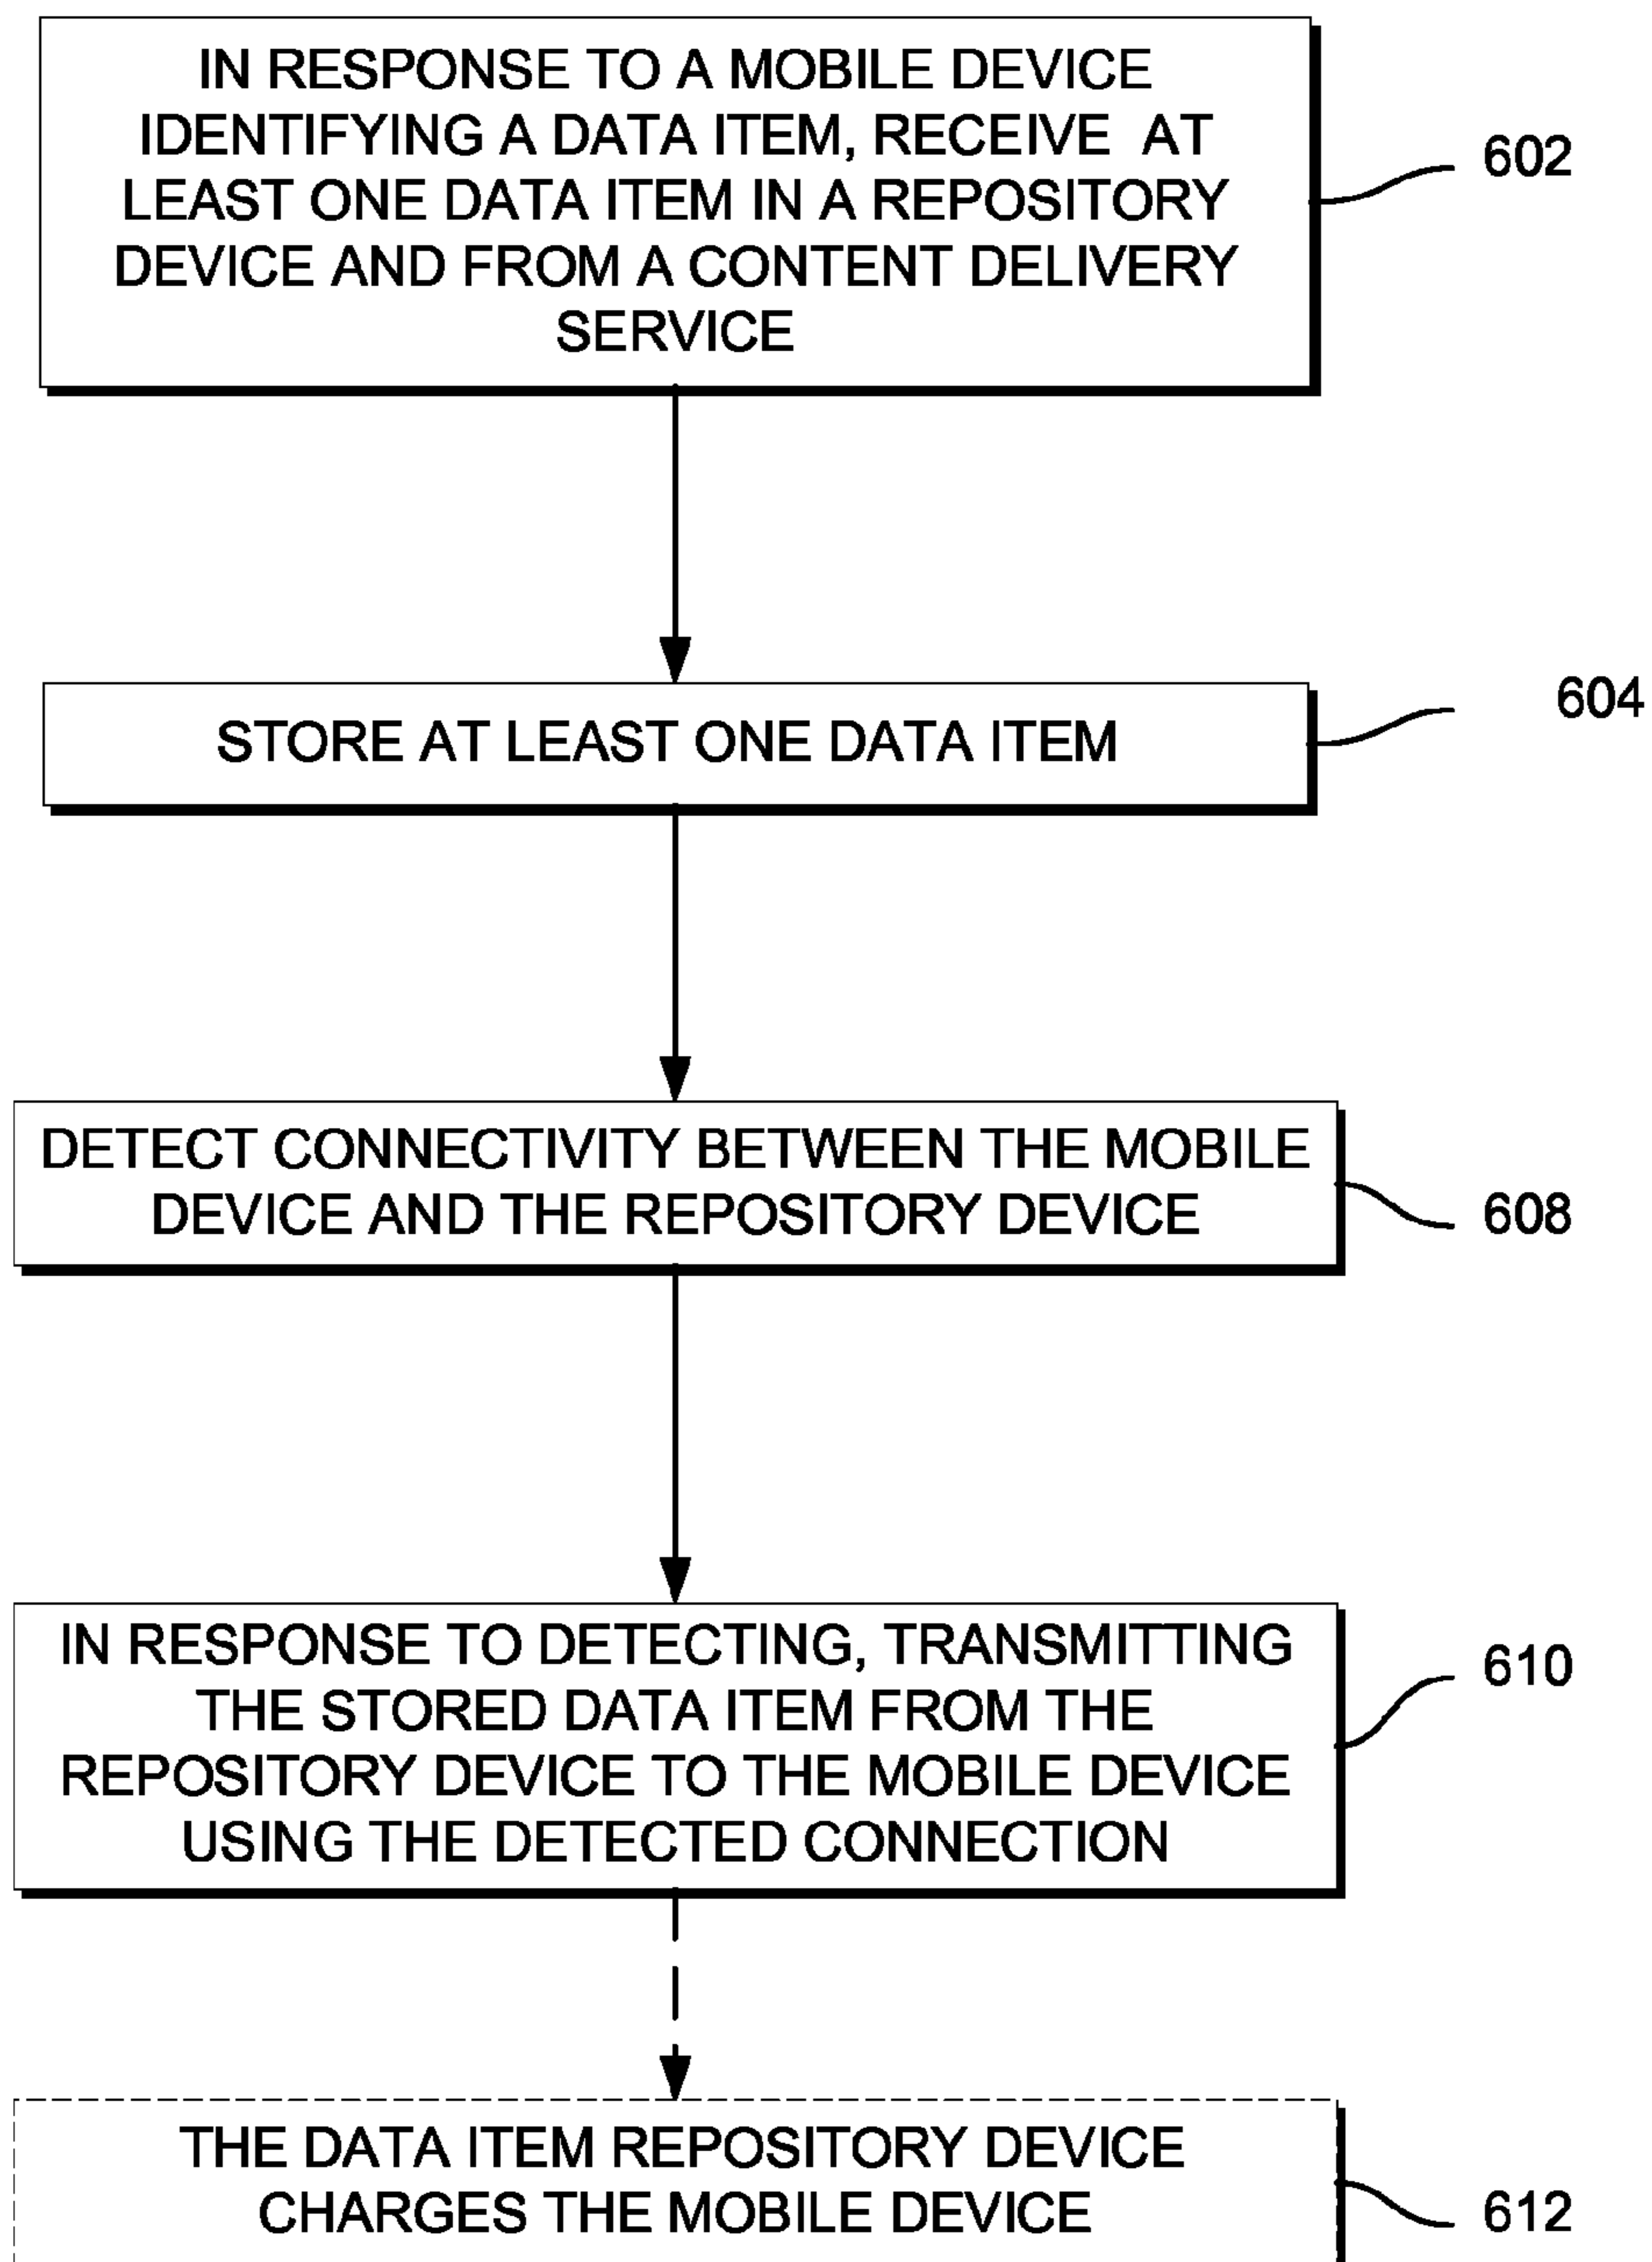 IN RESPONSE TO A MOBILE DEVICE
IDENTIFYING A DATA ITEM, RECEIVE AT
LEAST ONE DATA ITEM IN A REPOSITORY
DEVICE AND FROM A CONTENT DELIVERY
SERVICE
602
STORE AT LEAST ONE DATA ITEM
604
DETECT CONNECTIVITY BETWEEN THE MOBILE
DEVICE AND THE REPOSITORY DEVICE
608
IN RESPONSE TO DETECTING, TRANSMITTING
THE STORED DATA ITEM FROM THE
REPOSITORY DEVICE TO THE MOBILE DEVICE
USING THE DETECTED CONNECTION
610
THE DATA ITEM REPOSITORY DEVICE
CHARGES THE MOBILE DEVICE
612